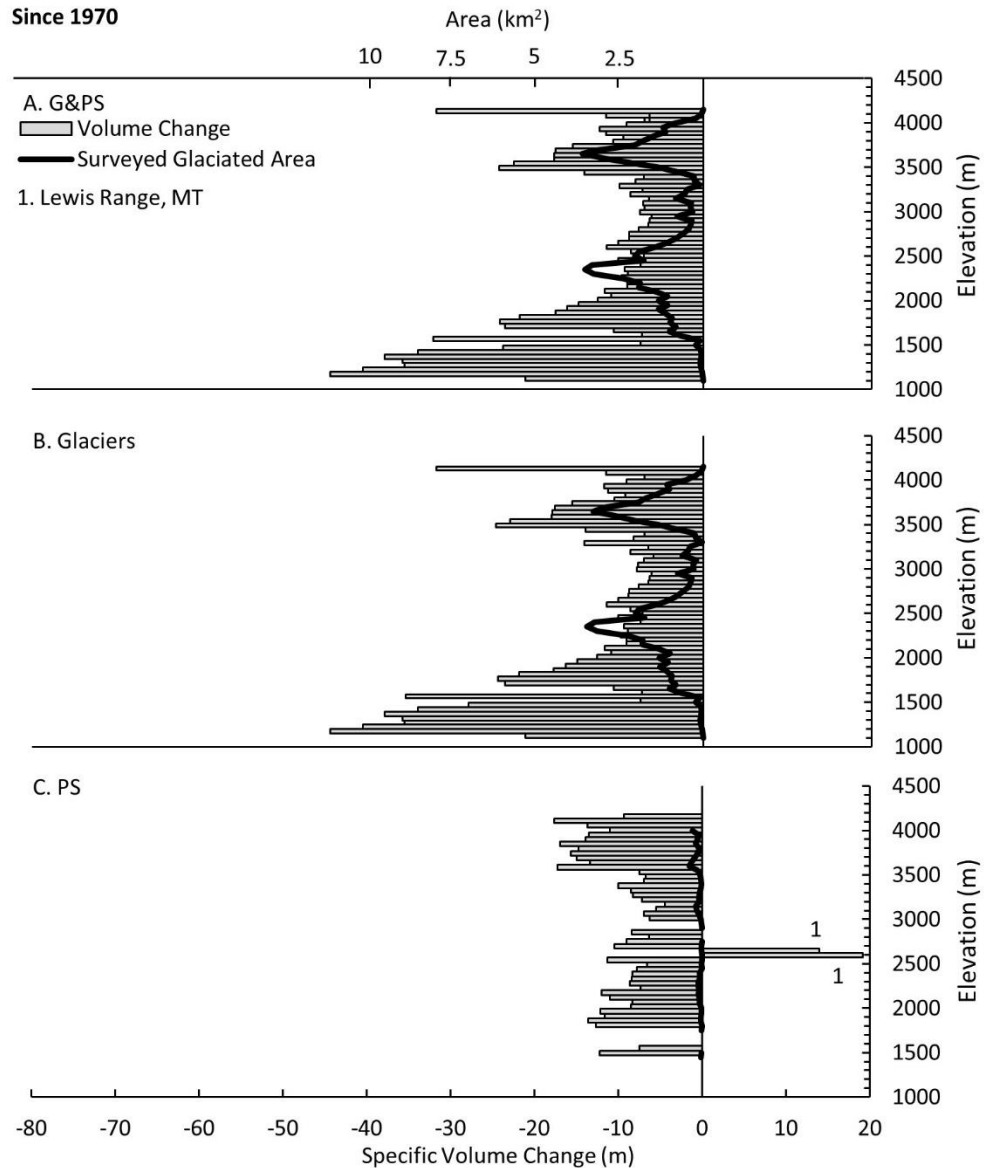 Since 1970
Area (km²)
10 7.5 5 2.5
A. G&PS
Volume Change
Surveyed Glaciated Area
1. Lewis Range, MT
4500
4000
3500
3000
2500
2000
1500
1000
Elevation (m)
B. Glaciers
4500
4000
3500
3000
2500
2000
1500
1000
Elevation (m)
C. PS
1
1
4500
4000
3500
3000
2500
2000
1500
1000
Elevation (m)
-80 -70 -60 -50 -40 -30 -20 -10 0 10 20
Specific Volume Change (m)